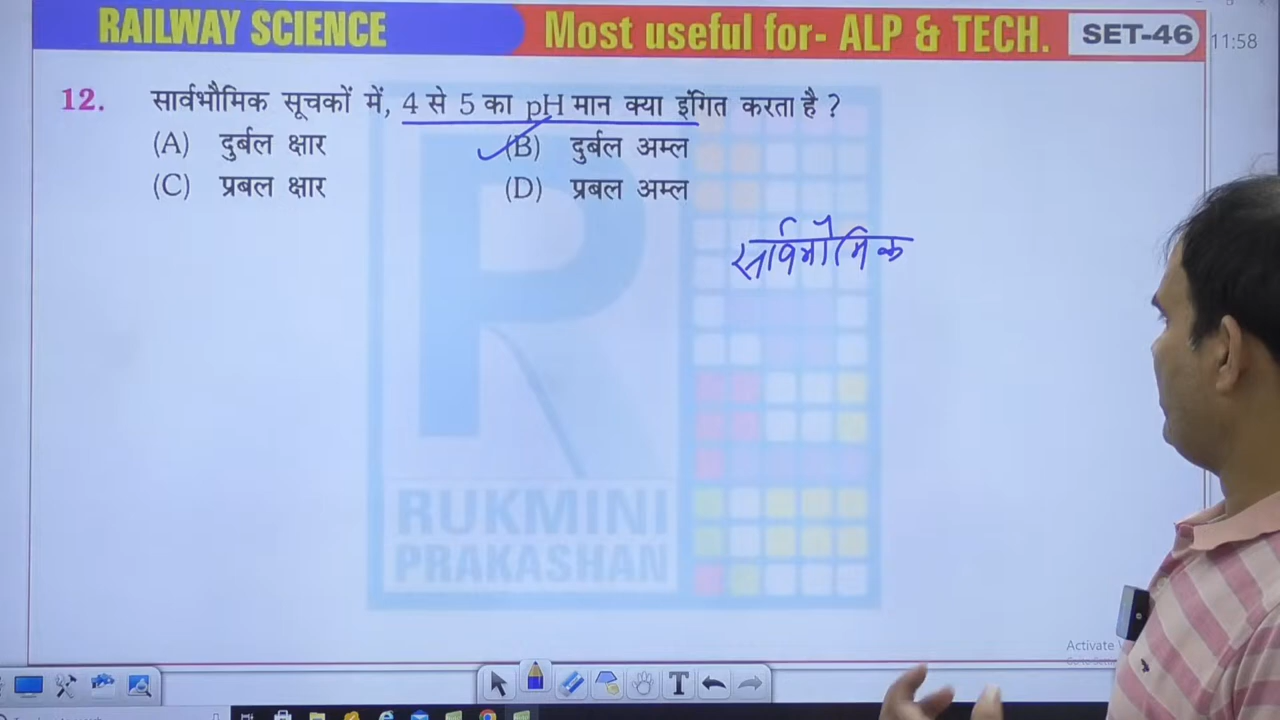 RAILWAY SCIENCE Most useful for- ALP & TECH. SET-46 11:58
12. सार्वभौमिक सूचकों में, 4 से 5 का pH मान क्या इंगित करता है ?
(A) दुर्बल क्षार (B) दुर्बल अम्ल
(C) प्रबल क्षार (D) प्रबल अम्ल
सार्वभौमिक
RUKMINI
PRAKASHAN
Activate